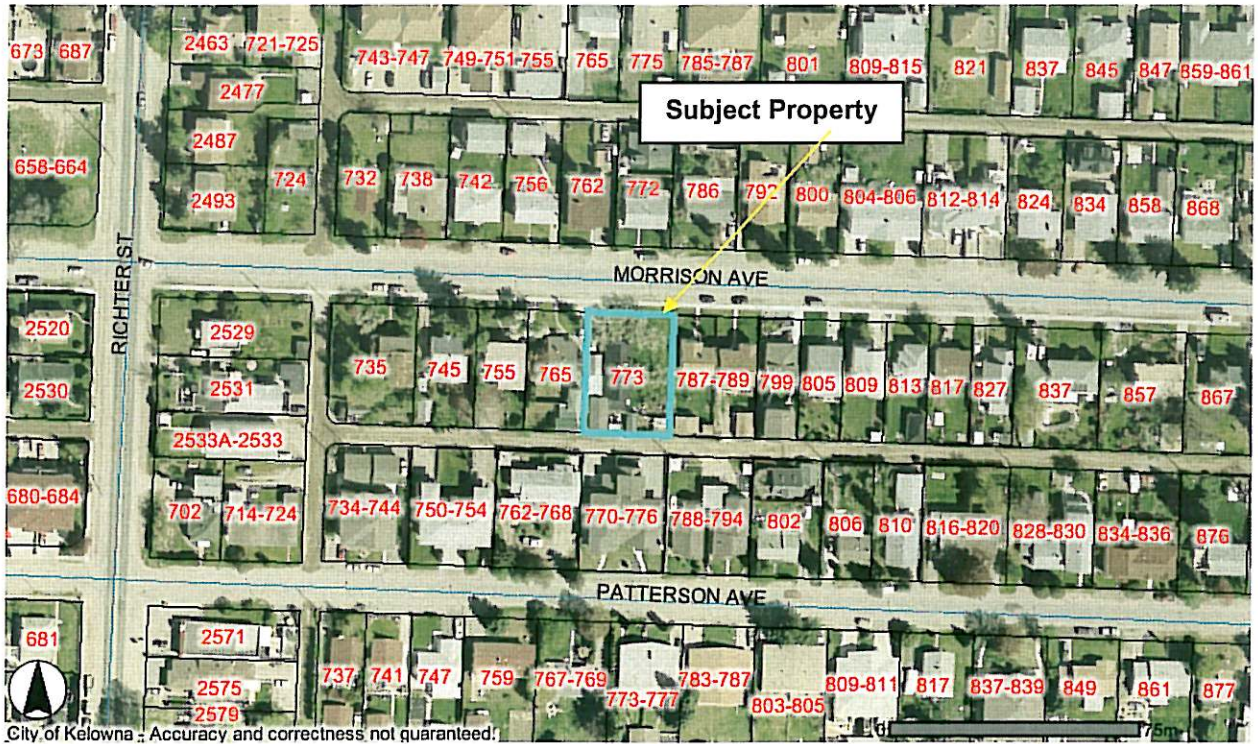 673 687 2463 721-725 743-747 749-751 755 765 775 785-787 801 809-815 821 837 845 847 859-861
2477
Subject Property
658-664 2487
2493 724 732 738 742 756 762 772 786 792 800 804-806 812-814 824 834 858 868
RICHTER ST
MORRISON AVE
2520 2529
2530 2531 735 745 755 765 773 787-789 799 805 809 813 817 827 837 857 867
2533A-2533
680-684 702 714-724 734-744 750-754 762-768 770-776 788-794 802 806 810 816-820 828-830 834-836 876
PATTERSON AVE
681 2571
2575 737 741 747 759 767-769 773-777 783-787 803-805 809-811 817 837-839 849 861 877
2579
City of Kelowna - Accuracy and correctness not guaranteed.
75m